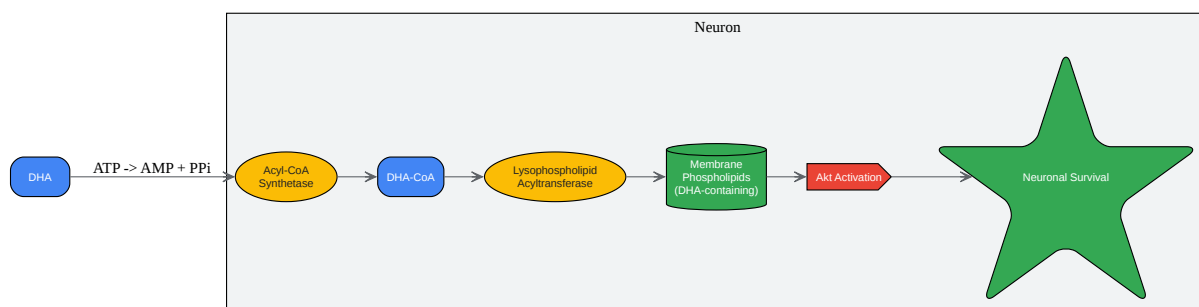 Neuron
DHA
ATP -> AMP + PPi
Acyl-CoA
Synthetase
DHA-CoA
Lysophospholipid
Acyltransferase
Membrane
Phospholipids
(DHA-containing)
Akt Activation
Neuronal Survival